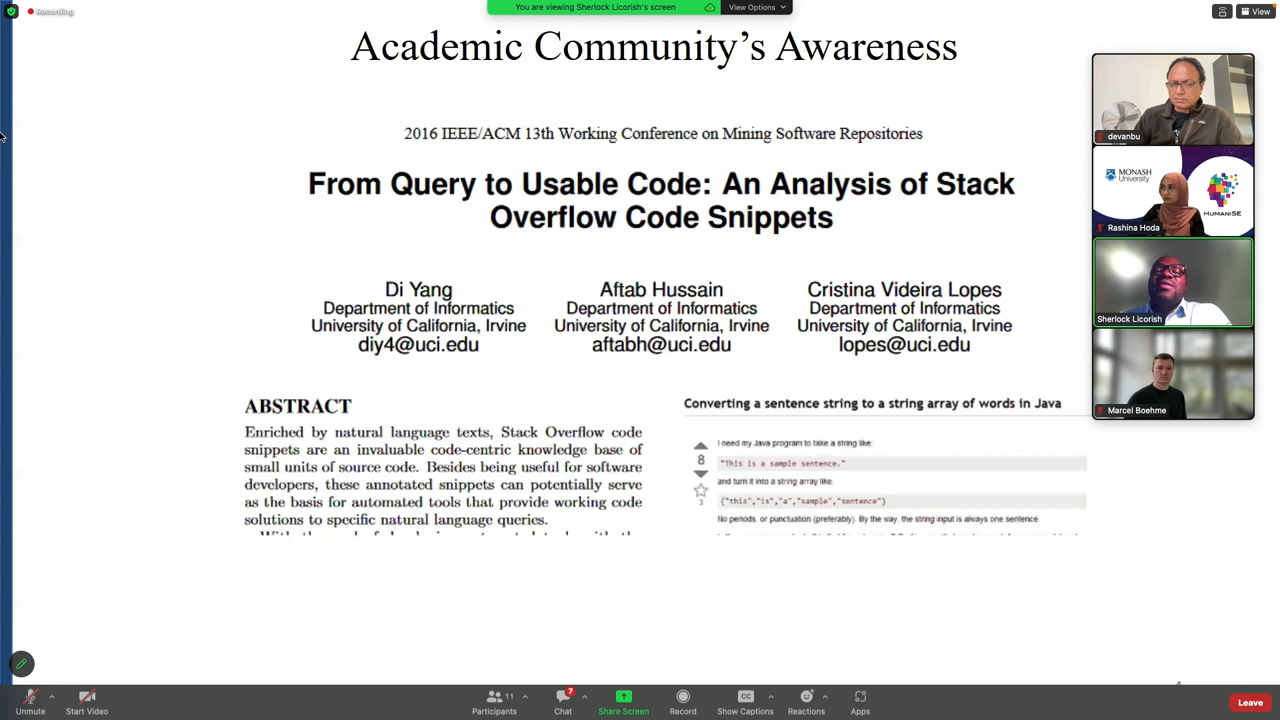 Recording
You are viewing Sherlock Licorish's screen
View Options
View
Academic Community's Awareness
2016 IEEE/ACM 13th Working Conference on Mining Software Repositories
From Query to Usable Code: An Analysis of Stack
Overflow Code Snippets
Di Yang
Department of Informatics
University of California, Irvine
diy4@uci.edu
Aftab Hussain
Department of Informatics
University of California, Irvine
aftabh@uci.edu
Cristina Videira Lopes
Department of Informatics
University of California, Irvine
lopes@uci.edu
ABSTRACT
Enriched by natural language texts, Stack Overflow code
snippets are an invaluable code-centric knowledge base of
small units of source code. Besides being useful for software
developers, these annotated snippets can potentially serve
as the basis for automated tools that provide working code
solutions to specific natural language queries.
Converting a sentence string to a string array of words in Java
I need my Java program to take a string like:
8
"This is a sample sentence."
and turn it into a string array like:
3
{"this","is","a","sample","sentence"}
No periods, or punctuation (preferably). By the way, the string input is always one sentence.
devanbu
MONASH
University
HUMANISE
Rashina Hoda
Sherlock Licorish
Marcel Boehme
Unmute
Start Video
11
Participants
7
Chat
Share Screen
Record
CC
Show Captions
Reactions
Apps
Leave